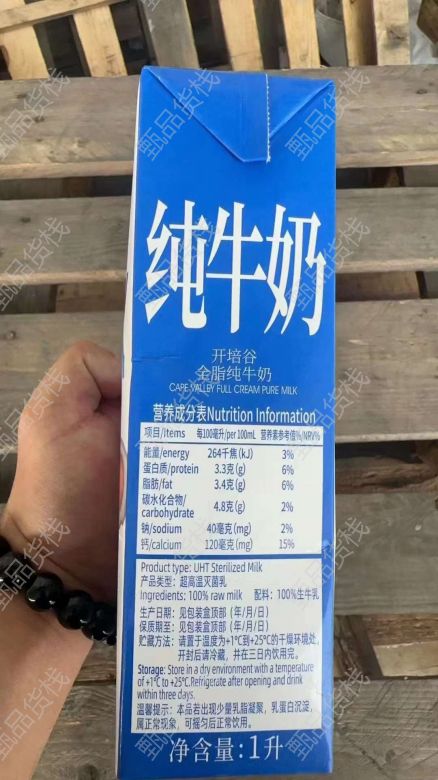 纯牛奶
开培谷
全脂纯牛奶
CAPE VALLEY FULL CREAM PURE MILK
营养成分表Nutrition Information
项目/items 每100毫升/per 100mL 营养素参考值%/NRV%
能量/energy 264千焦(kJ) 3%
蛋白质/protein 3.3克(g) 6%
脂肪/fat 3.4克(g) 6%
碳水化合物/
carbohydrate 4.8克(g) 2%
钠/sodium 40毫克(mg) 2%
钙/calcium 120毫克(mg) 15%
Product type: UHT Sterilized Milk
产品类型：超高温灭菌乳
Ingredients: 100% raw milk 配料：100%生牛乳
生产日期：见包装盒顶部（年/月/日）
保质期至：见包装盒顶部（年/月/日）
贮藏方法：请置于温度为+1℃到+25℃的干燥环境处，
开封后请冷藏，并在三日内饮用完。
Storage: Store in a dry environment with a temperature
of +1℃ to +25℃.Refrigerate after opening and drink
within three days.
温馨提示：本品若出现少量乳脂凝聚，乳蛋白沉淀，
属正常现象，可摇匀后正常饮用。
净含量:1升
甄品货栈